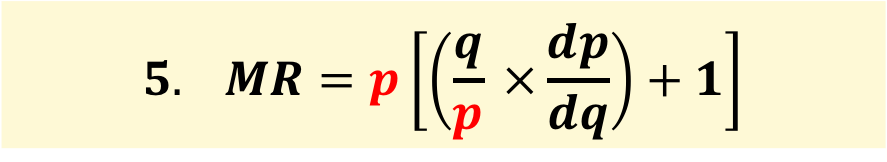 5. MR = p[(q/p × dp/dq) + 1]